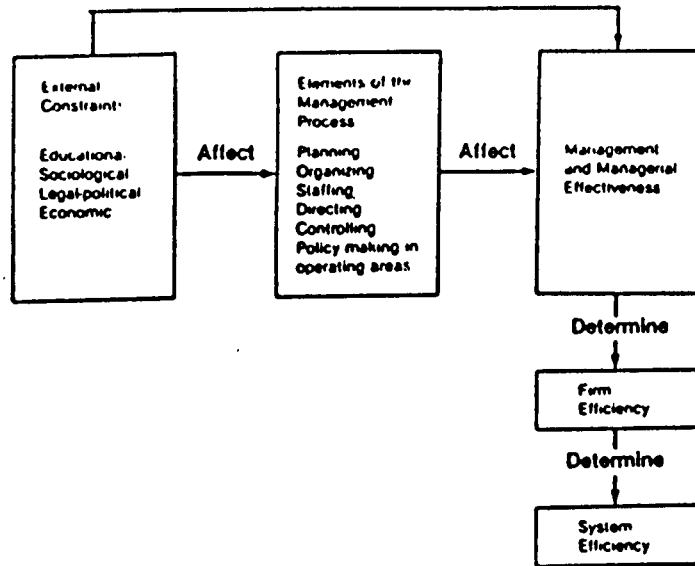 External
Constraint:
Educational
Sociological
Legal-political
Economic
Affect
Elements of the
Management
Process
Planning
Organizing
Staffing
Directing
Controlling
Policy making in
operating areas
Affect
Management
and Managerial
Effectiveness
Determine
Firm
Efficiency
Determine
System
Efficiency